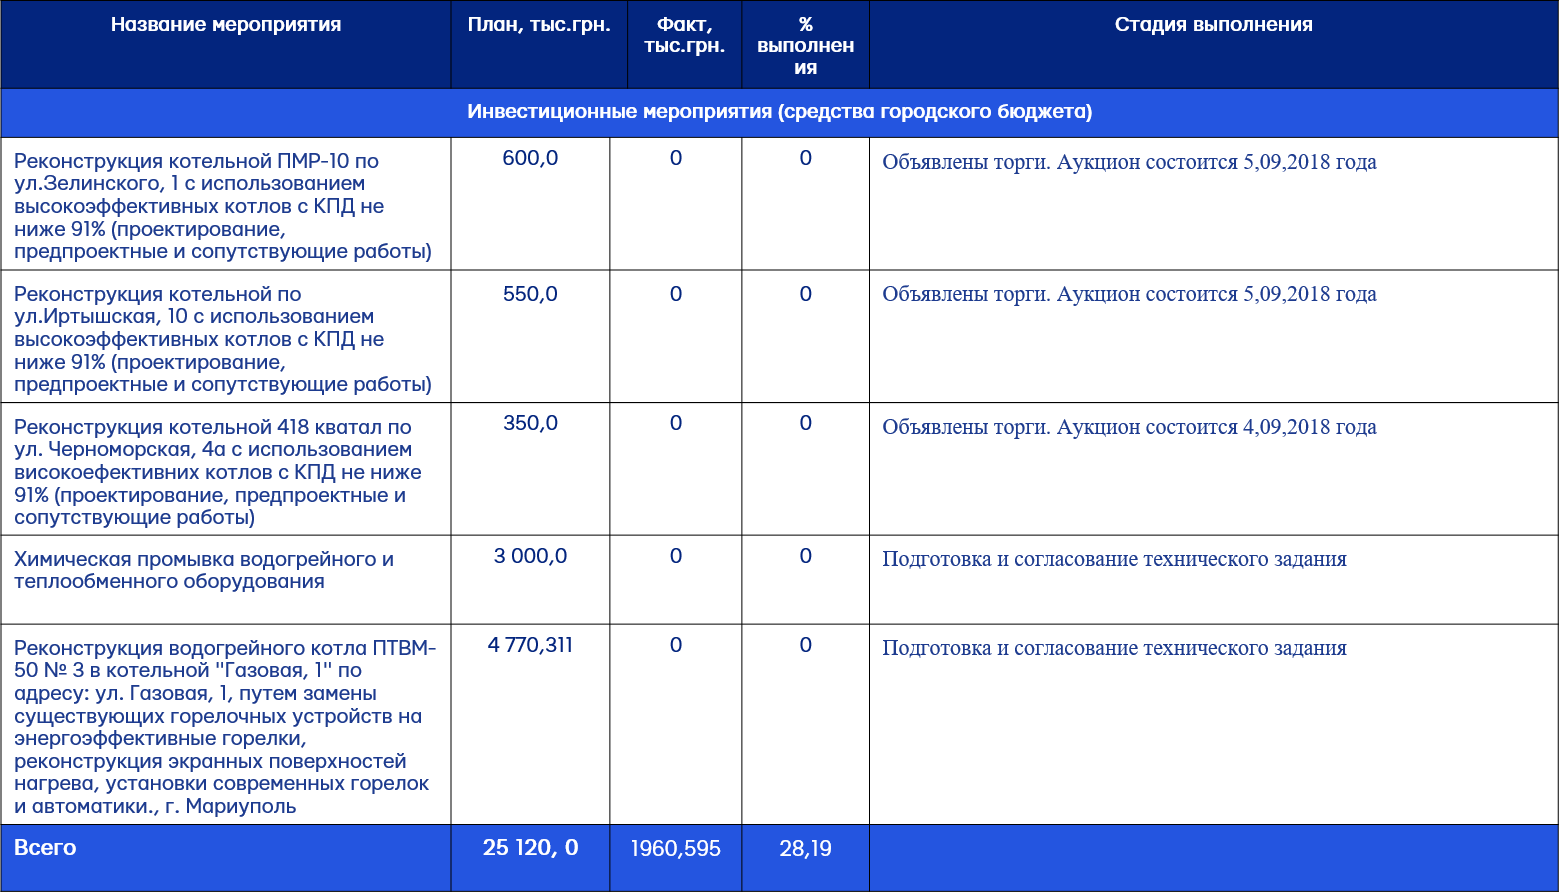 Название мероприятия
План, тыс.грн.
Факт,
тыс.грн.
%
выполнен
ия
Стадия выполнения
Инвестиционные мероприятия (средства городского бюджета)
Реконструкция котельной ПМР-10 по
ул.Зелинского, 1 с использованием
высокоэффективных котлов с КПД не
ниже 91% (проектирование,
предпроектные и сопутствующие работы)
600,0
0
0
Объявлены торги. Аукцион состоится 5,09,2018 года
Реконструкция котельной по
ул.Иртышская, 10 с использованием
высокоэффективных котлов с КПД не
ниже 91% (проектирование,
предпроектные и сопутствующие работы)
550,0
0
0
Объявлены торги. Аукцион состоится 5,09,2018 года
Реконструкция котельной 418 кватал по
ул. Черноморская, 4а с использованием
високоефективних котлов с КПД не ниже
91% (проектирование, предпроектные и
сопутствующие работы)
350,0
0
0
Объявлены торги. Аукцион состоится 4,09,2018 года
Химическая промывка водогрейного и
теплообменного оборудования
3 000,0
0
0
Подготовка и согласование технического задания
Реконструкция водогрейного котла ПТВМ-
50 № 3 в котельной "Газовая, 1" по
адресу: ул. Газовая, 1, путем замены
существующих горелочных устройств на
энергоэффективные горелки,
реконструкция экранных поверхностей
нагрева, установки современных горелок
и автоматики., г. Мариуполь
4 770,311
0
0
Подготовка и согласование технического задания
Всего
25 120, 0
1960,595
28,19